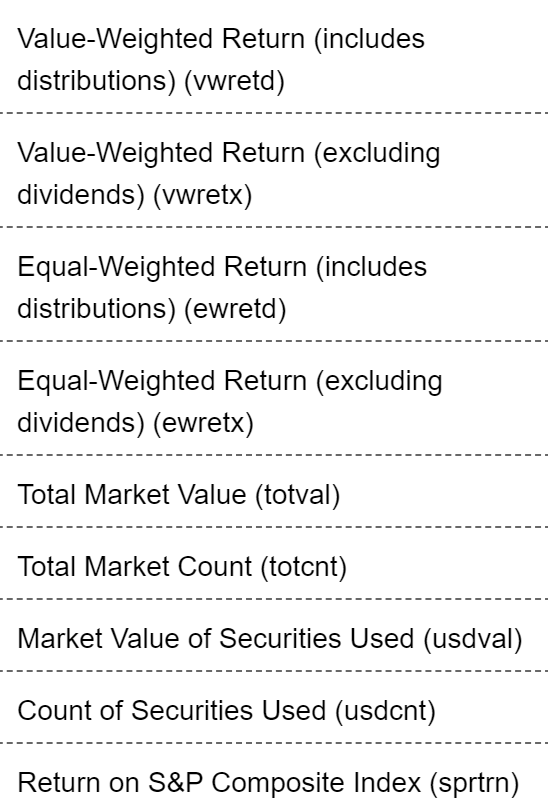 Value-Weighted Return (includes
distributions) (vwretd)
Value-Weighted Return (excluding
dividends) (vwretx)
Equal-Weighted Return (includes
distributions) (ewretd)
Equal-Weighted Return (excluding
dividends) (ewretx)
Total Market Value (totval)
Total Market Count (totcnt)
Market Value of Securities Used (usdval)
Count of Securities Used (usdcnt)
Return on S&P Composite Index (sprtrn)